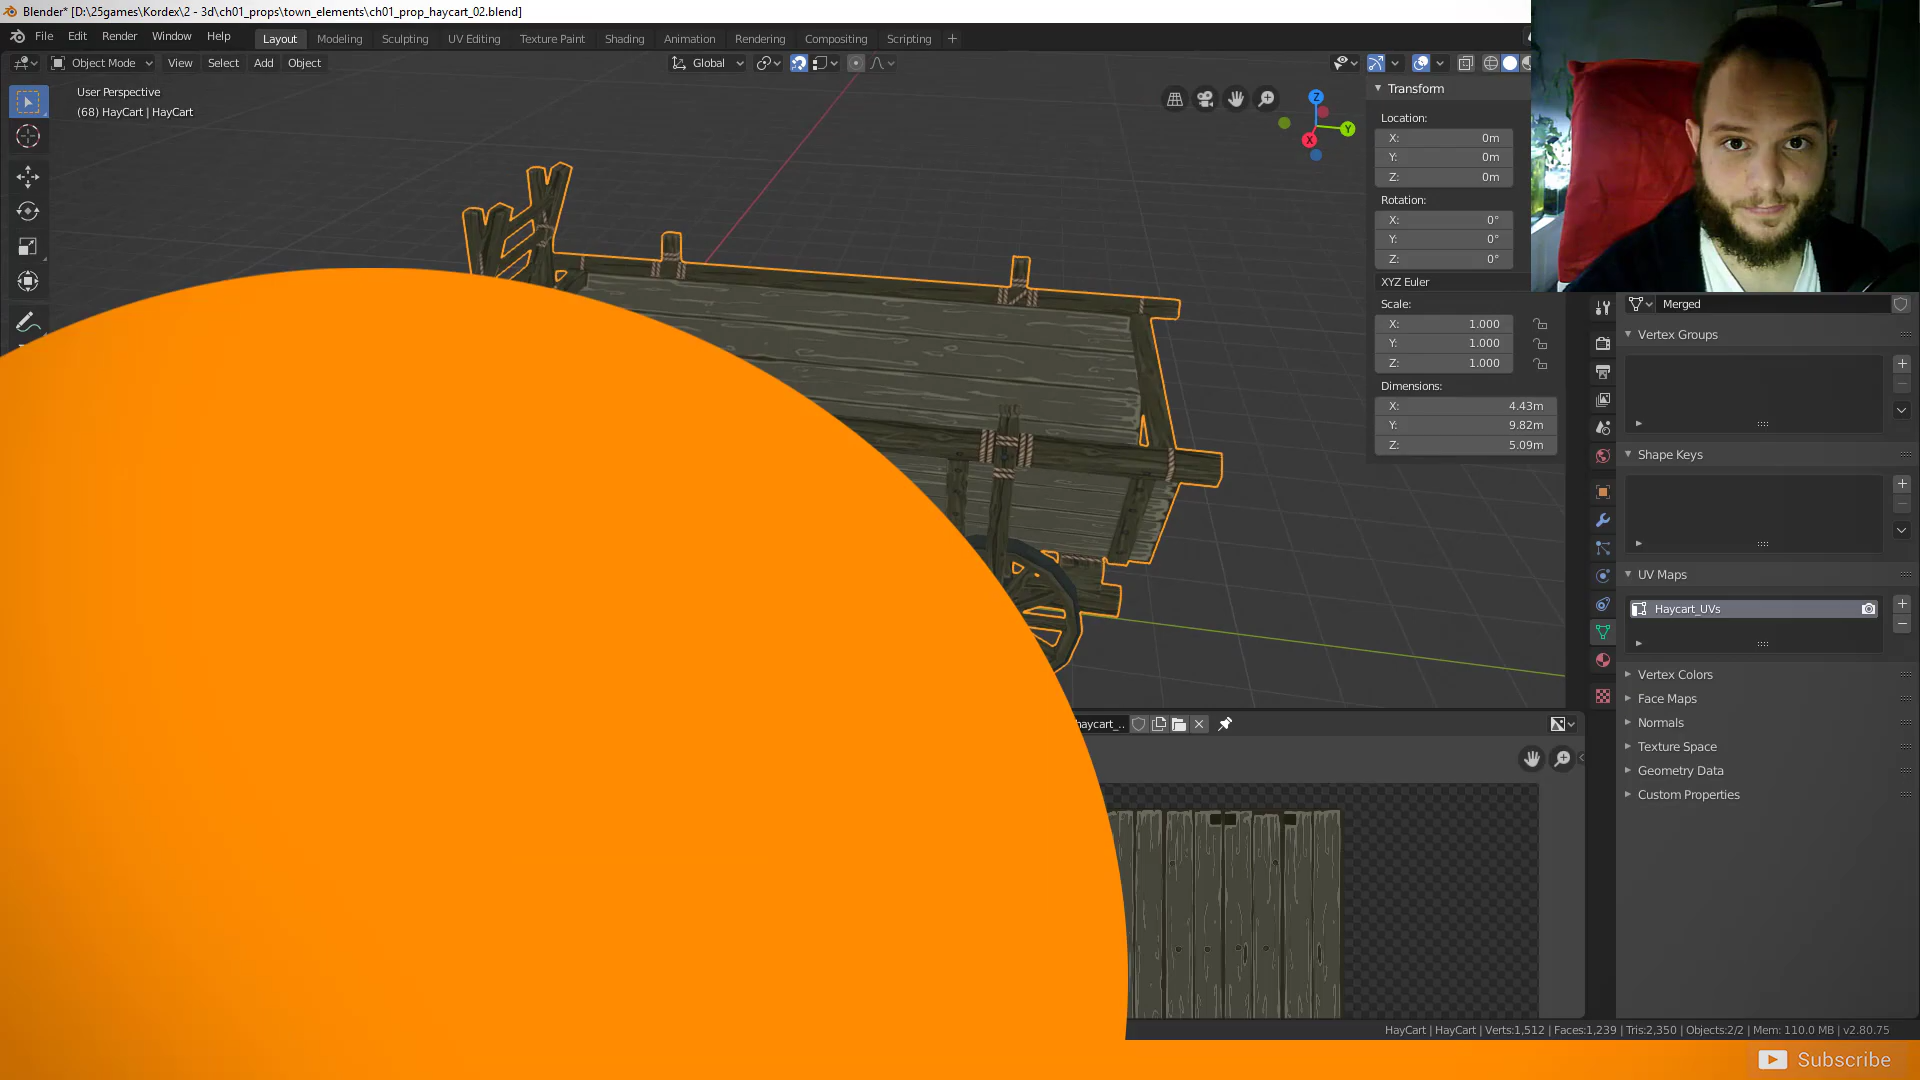 Blender* [D:\25games\Kordex\2 - 3d\ch01_props\town_elements\ch01_prop_haycart_02.blend]
File Edit Render Window Help Layout Modeling Sculpting UV Editing Texture Paint Shading Animation Rendering Compositing Scripting +
Object Mode View Select Add Object Global
User Perspective
(68) HayCart | HayCart
Z
Y
X
Transform
Location:
X: 0m
Y: 0m
Z: 0m
Rotation:
X: 0°
Y: 0°
Z: 0°
XYZ Euler
Scale:
X: 1.000
Y: 1.000
Z: 1.000
Dimensions:
X: 4.43m
Y: 9.82m
Z: 5.09m
Merged
Vertex Groups
Shape Keys
UV Maps
Haycart_UVs
Vertex Colors
Face Maps
Normals
Texture Space
Geometry Data
Custom Properties
haycart_..
HayCart | HayCart | Verts:1,512 | Faces:1,239 | Tris:2,350 | Objects:2/2 | Mem: 110.0 MB | v2.80.75
Subscribe